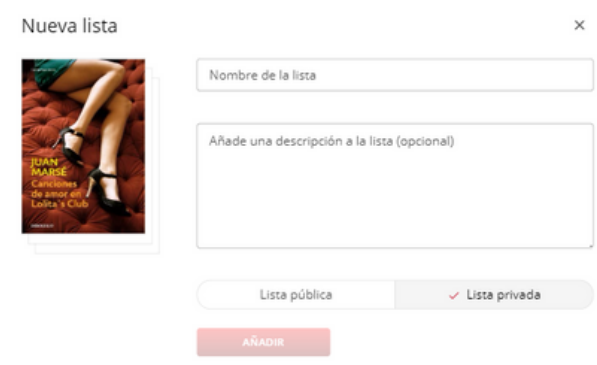 Nueva lista
Nombre de la lista
Añade una descripción a la lista (opcional)
JUAN
MARSÉ
Canciones
de amor en
Lolita's Club
Lista pública
Lista privada
AÑADIR